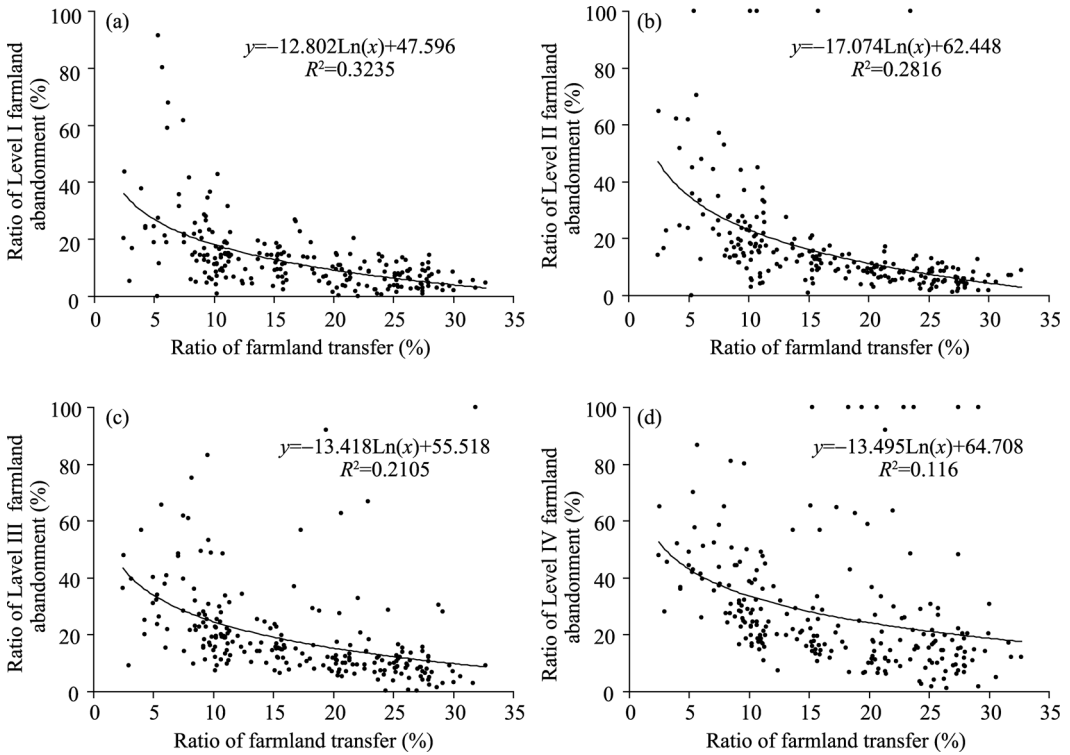 (a)
y=−12.802Ln(x)+47.596
R²=0.3235
Ratio of Level I farmland
abandonment (%)
100
80
60
40
20
0
0 5 10 15 20 25 30 35
Ratio of farmland transfer (%)
(b)
y=−17.074Ln(x)+62.448
R²=0.2816
Ratio of Level II farmland
abandonment (%)
100
80
60
40
20
0
0 5 10 15 20 25 30 35
Ratio of farmland transfer (%)
(c)
y=−13.418Ln(x)+55.518
R²=0.2105
Ratio of Lavel III farmland
abandonment (%)
100
80
60
40
20
0
0 5 10 15 20 25 30 35
Ratio of farmland transfer (%)
(d)
y=−13.495Ln(x)+64.708
R²=0.116
Ratio of Level IV farmland
abandonment (%)
100
80
60
40
20
0
0 5 10 15 20 25 30 35
Ratio of farmland transfer (%)